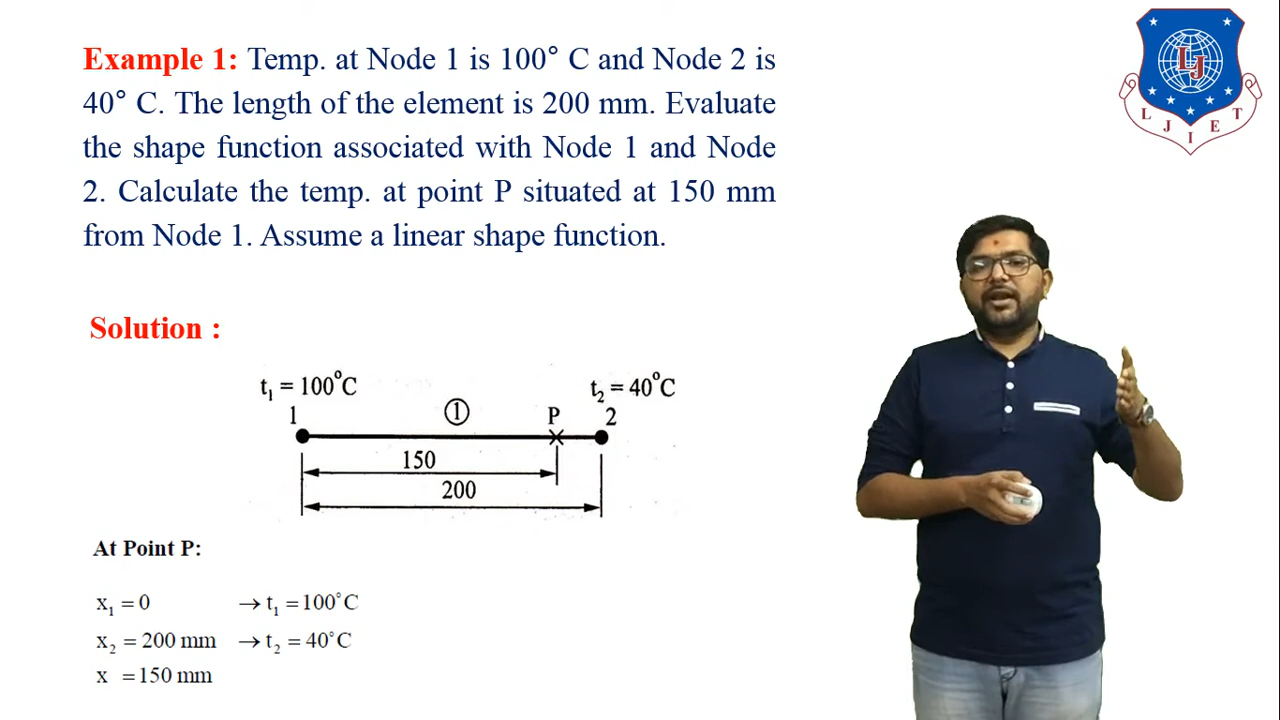 Example 1: Temp. at Node 1 is 100° C and Node 2 is
40° C. The length of the element is 200 mm. Evaluate
the shape function associated with Node 1 and Node
2. Calculate the temp. at point P situated at 150 mm
from Node 1. Assume a linear shape function.
LJ
L J I E T
Solution :
t₁ = 100°C
t₂ = 40°C
1 ① P 2
150
200
At Point P:
x₁ = 0 → t₁ = 100°C
x₂ = 200 mm → t₂ = 40°C
x = 150 mm